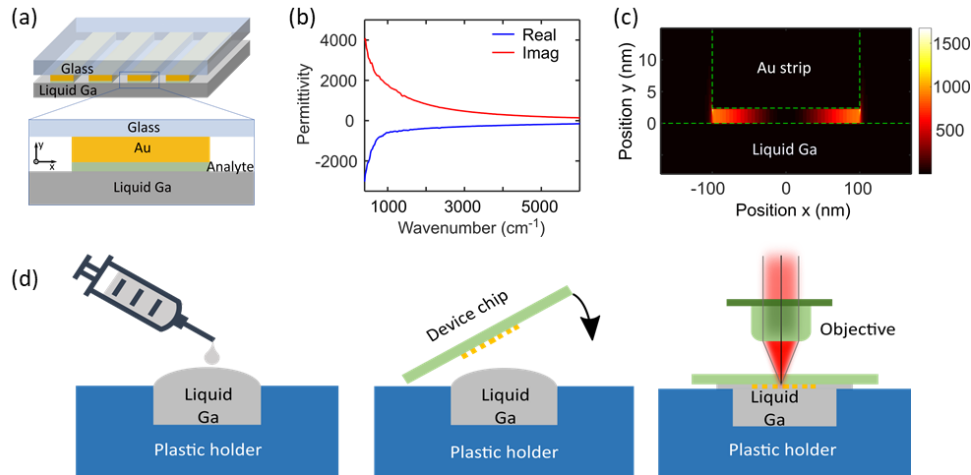 (a)
Glass
Liquid Ga
Glass
Au
y
x
Analyte
Liquid Ga
(b)
4000
2000
0
-2000
Permittivity
Real
Imag
1000
3000
5000
Wavenumber (cm⁻¹)
(c)
10
5
0
Position y (nm)
Au strip
Liquid Ga
-100
0
100
Position x (nm)
1500
1000
500
(d)
Liquid
Ga
Plastic holder
Device chip
Liquid
Ga
Plastic holder
Objective
Liquid
Ga
Plastic holder